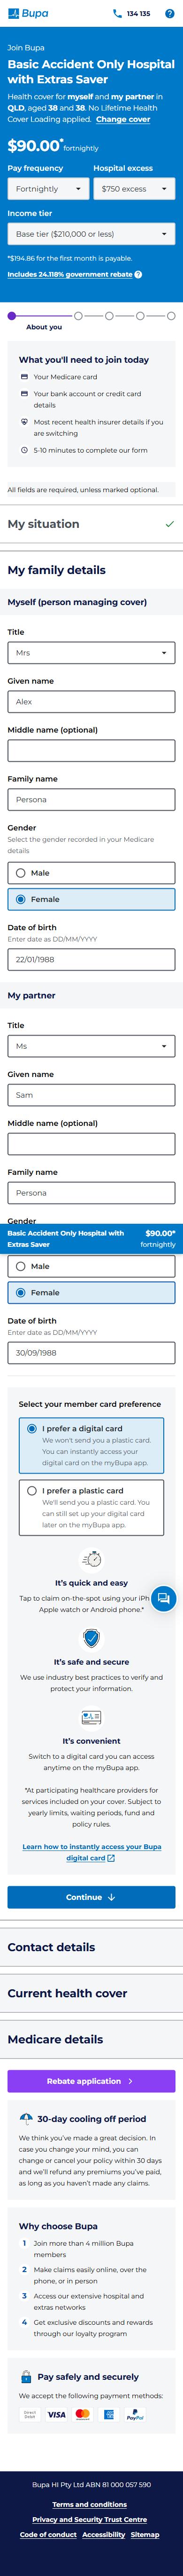 Bupa
134 135
Join Bupa
Basic Accident Only Hospital
with Extras Saver
Health cover for myself and my partner in
QLD, aged 38 and 38. No Lifetime Health
Cover Loading applied. Change cover
$90.00* fortnightly
Pay frequency
Hospital excess
Fortnightly
$750 excess
Income tier
Base tier ($210,000 or less)
*$194.86 for the first month is payable.
Includes 24.118% government rebate
About you
What you'll need to join today
Your Medicare card
Your bank account or credit card
details
Most recent health insurer details if you
are switching
5-10 minutes to complete our form
All fields are required, unless marked optional.
My situation
My family details
Myself (person managing cover)
Title
Mrs
Given name
Alex
Middle name (optional)
Family name
Persona
Gender
Select the gender recorded in your Medicare
details
Male
Female
Date of birth
Enter date as DD/MM/YYYY
22/01/1988
My partner
Title
Ms
Given name
Sam
Middle name (optional)
Family name
Persona
Gender
Basic Accident Only Hospital with
Extras Saver
$90.00*
fortnightly
Male
Female
Date of birth
Enter date as DD/MM/YYYY
30/09/1988
Select your member card preference
I prefer a digital card
We won't send you a plastic card.
You can instantly access your
digital card on the myBupa app.
I prefer a plastic card
We'll send you a plastic card. You
can still set up your digital card
later on the myBupa app.
It's quick and easy
Tap to claim on-the-spot using your iPh
Apple watch or Android phone.*
It's safe and secure
We use industry best practices to verify and
protect your information.
It's convenient
Switch to a digital card you can access
anytime on the myBupa app.
*At participating healthcare providers for
services included on your cover. Subject to
yearly limits, waiting periods, fund and
policy rules.
Learn how to instantly access your Bupa
digital card
Continue
Contact details
Current health cover
Medicare details
Rebate application
30-day cooling off period
We think you've made a great decision. In
case you change your mind, you can
change or cancel your policy within 30 days
and we'll refund any premiums you've paid,
as long as you haven't made any claims.
Why choose Bupa
1 Join more than 4 million Bupa
members
2 Make claims easily online, over the
phone, or in person
3 Access our extensive hospital and
extras networks
4 Get exclusive discounts and rewards
through our loyalty program
Pay safely and securely
We accept the following payment methods:
Direct
Debit
VISA
PayPal
Bupa HI Pty Ltd ABN 81 000 057 590
Terms and conditions
Privacy and Security Trust Centre
Code of conduct Accessibility Sitemap